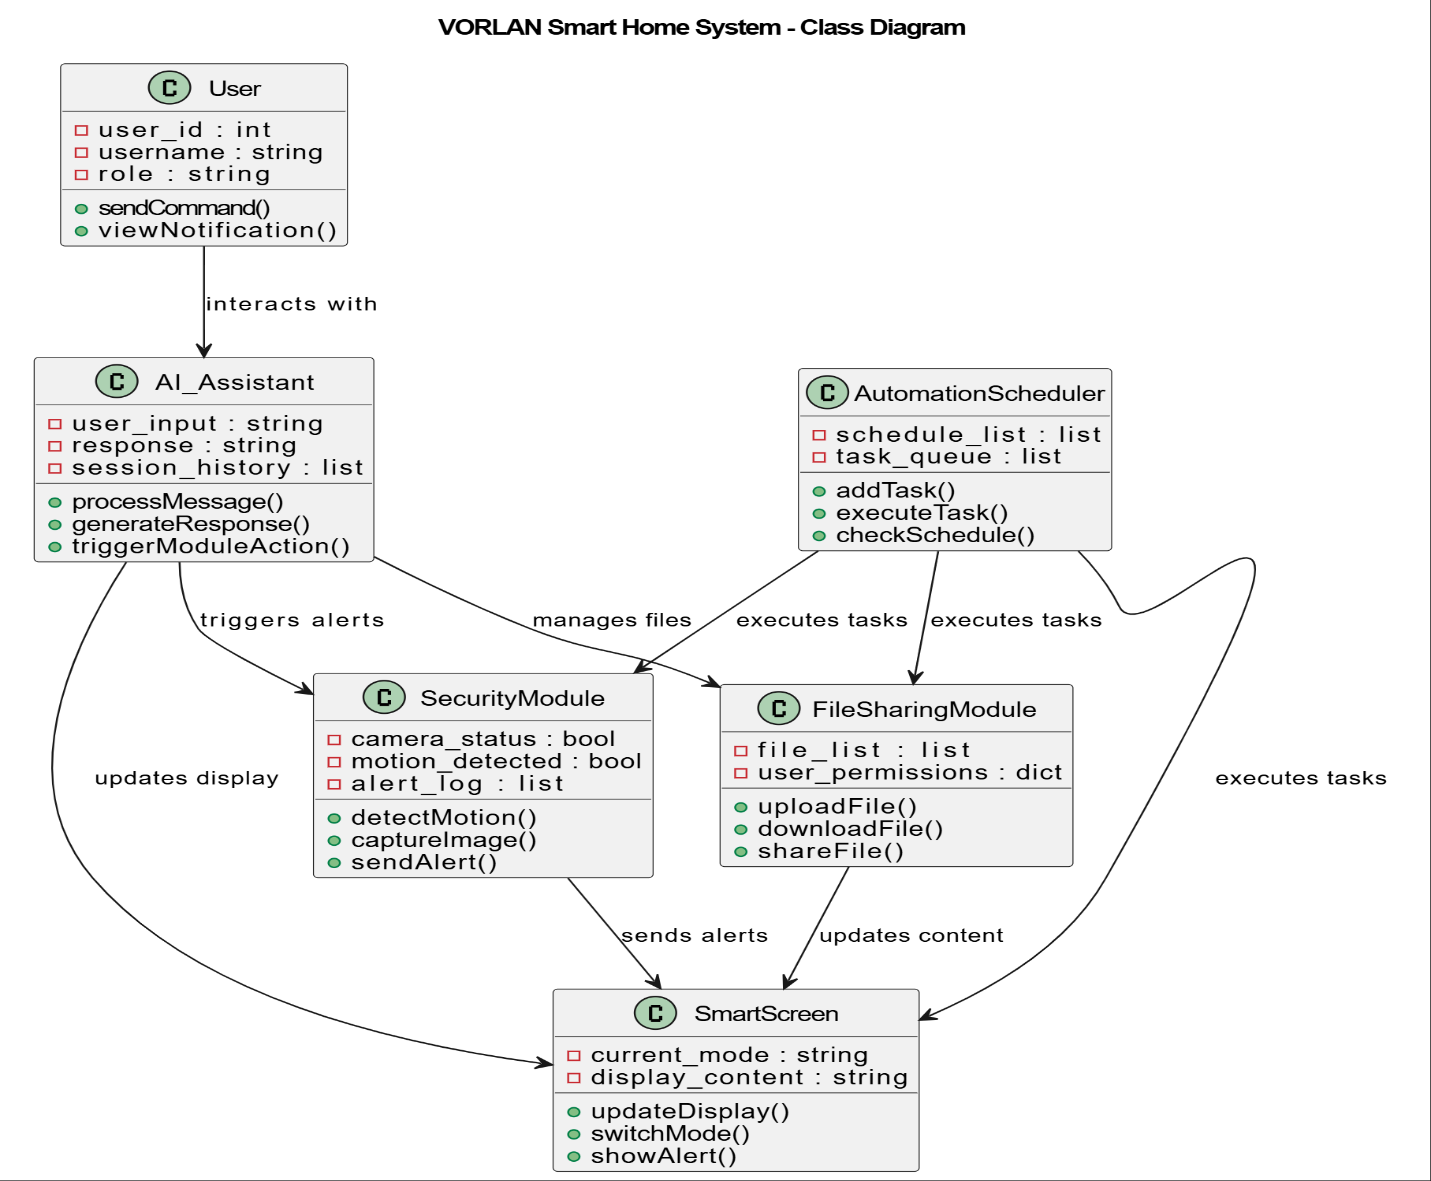 VORLAN Smart Home System - Class Diagram
C User
user_id : int
username : string
role : string
sendCommand()
viewNotification()
interacts with
C AI_Assistant
user_input : string
response : string
session_history : list
processMessage()
generateResponse()
triggerModuleAction()
C AutomationScheduler
schedule_list : list
task_queue : list
addTask()
executeTask()
checkSchedule()
triggers alerts
manages files
executes tasks
executes tasks
C SecurityModule
camera_status : bool
motion_detected : bool
alert_log : list
detectMotion()
captureImage()
sendAlert()
C FileSharingModule
file_list : list
user_permissions : dict
uploadFile()
downloadFile()
shareFile()
updates display
executes tasks
sends alerts
updates content
C SmartScreen
current_mode : string
display_content : string
updateDisplay()
switchMode()
showAlert()